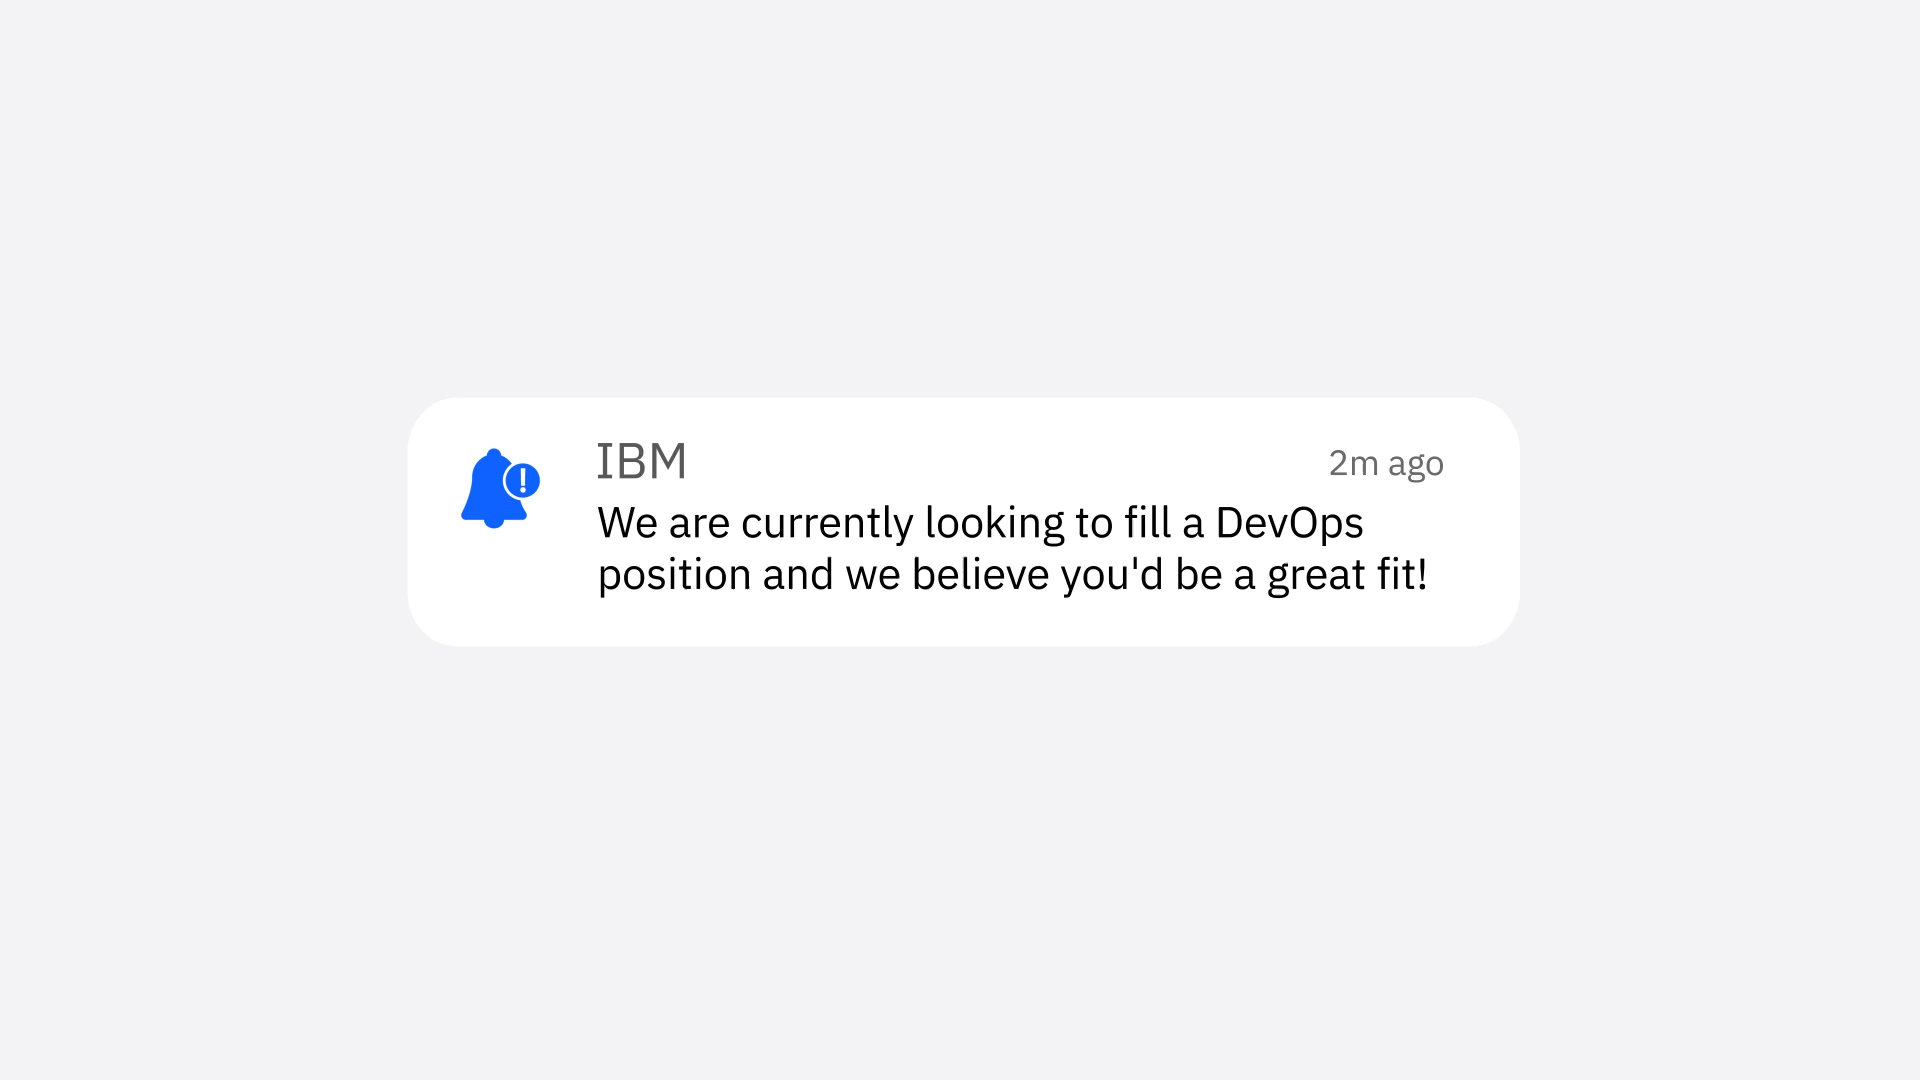 IBM
2m ago
We are currently looking to fill a DevOps
position and we believe you'd be a great fit!